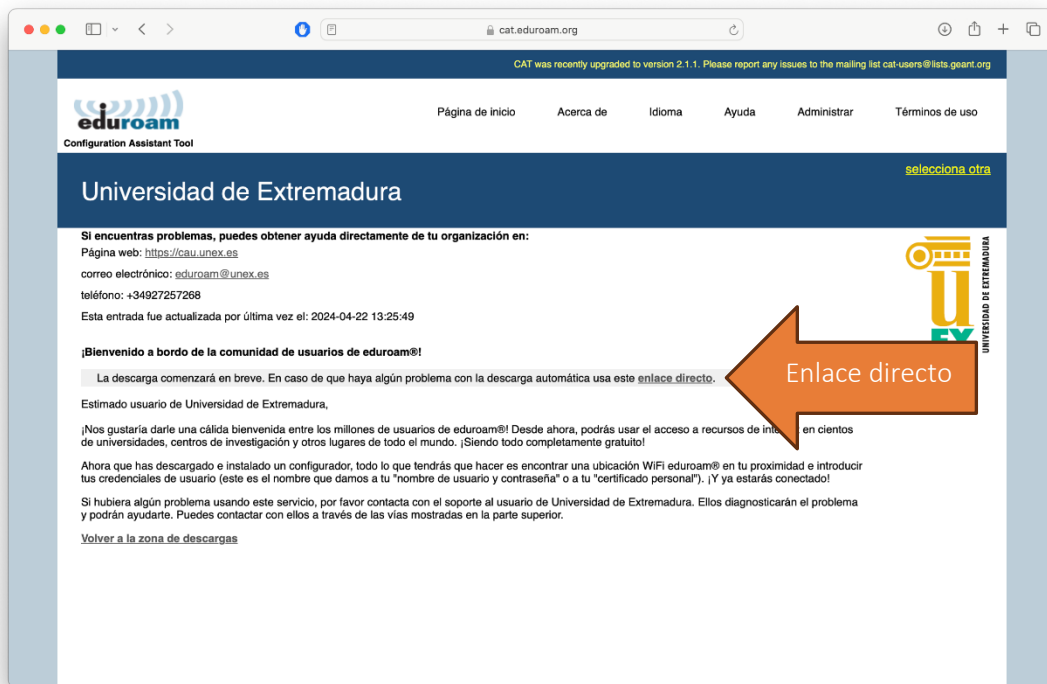 cat.eduroam.org
CAT was recently upgraded to version 2.1.1. Please report any issues to the mailing list cat-users@lists.geant.org
eduroam
Configuration Assistant Tool
Página de inicio Acerca de Idioma Ayuda Administrar Términos de uso
selecciona otra
Universidad de Extremadura
Si encuentras problemas, puedes obtener ayuda directamente de tu organización en:
Página web: https://cau.unex.es
correo electrónico: eduroam@unex.es
teléfono: +34927257268
Esta entrada fue actualizada por última vez el: 2024-04-22 13:25:49
UNIVERSIDAD DE EXTREMADURA
u
EX
¡Bienvenido a bordo de la comunidad de usuarios de eduroam®!
La descarga comenzará en breve. En caso de que haya algún problema con la descarga automática usa este enlace directo.
Enlace directo
Estimado usuario de Universidad de Extremadura,
¡Nos gustaría darle una cálida bienvenida entre los millones de usuarios de eduroam®! Desde ahora, podrás usar el acceso a recursos de en cientos
de universidades, centros de investigación y otros lugares de todo el mundo. ¡Siendo todo completamente gratuito!
Ahora que has descargado e instalado un configurador, todo lo que tendrás que hacer es encontrar una ubicación WiFi eduroam® en tu proximidad e introducir
tus credenciales de usuario (este es el nombre que damos a tu "nombre de usuario y contraseña" o a tu "certificado personal"). ¡Y ya estarás conectado!
Si hubiera algún problema usando este servicio, por favor contacta con el soporte al usuario de Universidad de Extremadura. Ellos diagnosticarán el problema
y podrán ayudarte. Puedes contactar con ellos a través de las vías mostradas en la parte superior.
Volver a la zona de descargas